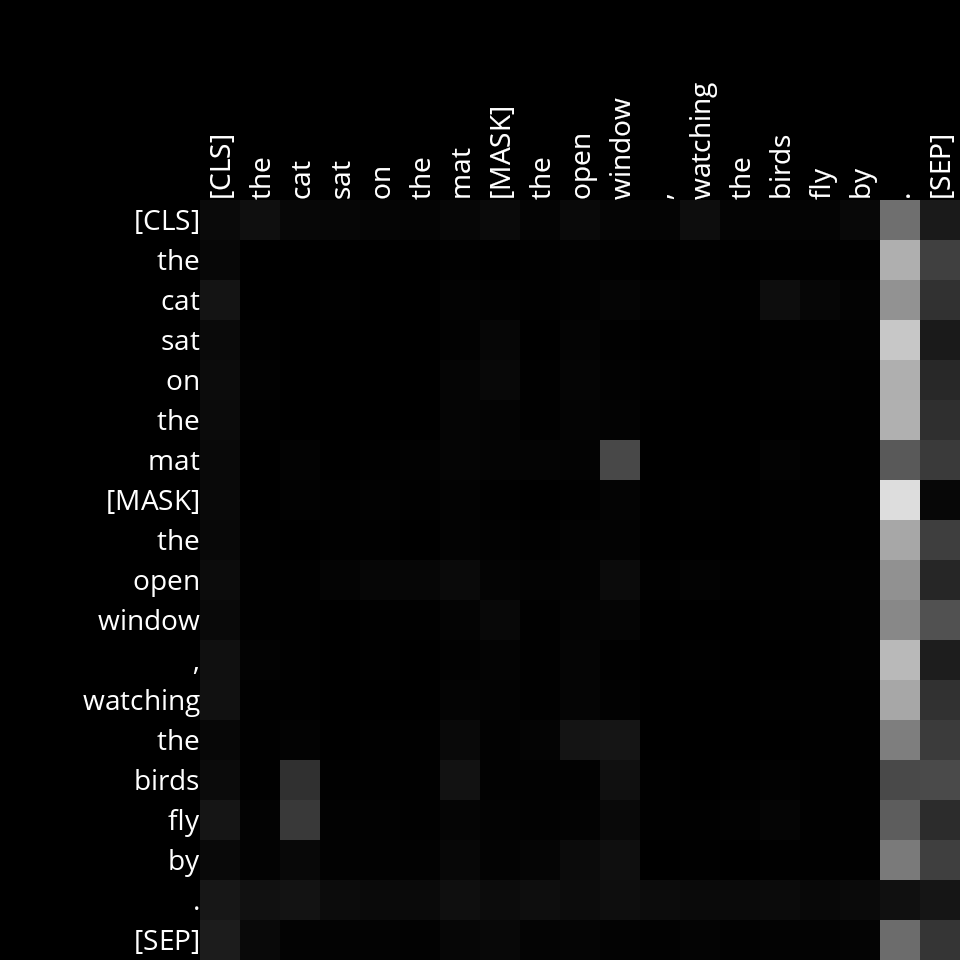 [CLS] the cat sat on the mat [MASK] the open window , watching the birds fly by . [SEP]
[CLS]
the
cat
sat
on
the
mat
[MASK]
the
open
window
,
watching
the
birds
fly
by
.
[SEP]